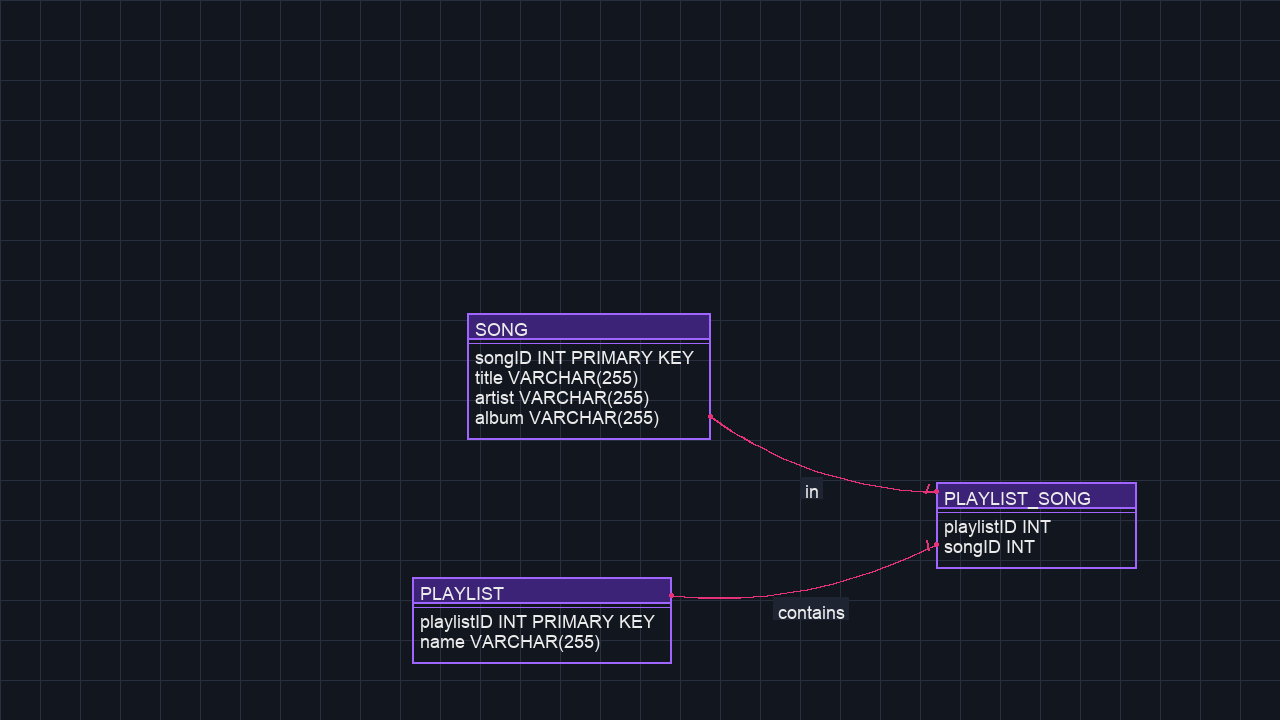 SONG
songID INT PRIMARY KEY
title VARCHAR(255)
artist VARCHAR(255)
album VARCHAR(255)
in
PLAYLIST_SONG
playlistID INT
songID INT
PLAYLIST
playlistID INT PRIMARY KEY
name VARCHAR(255)
contains